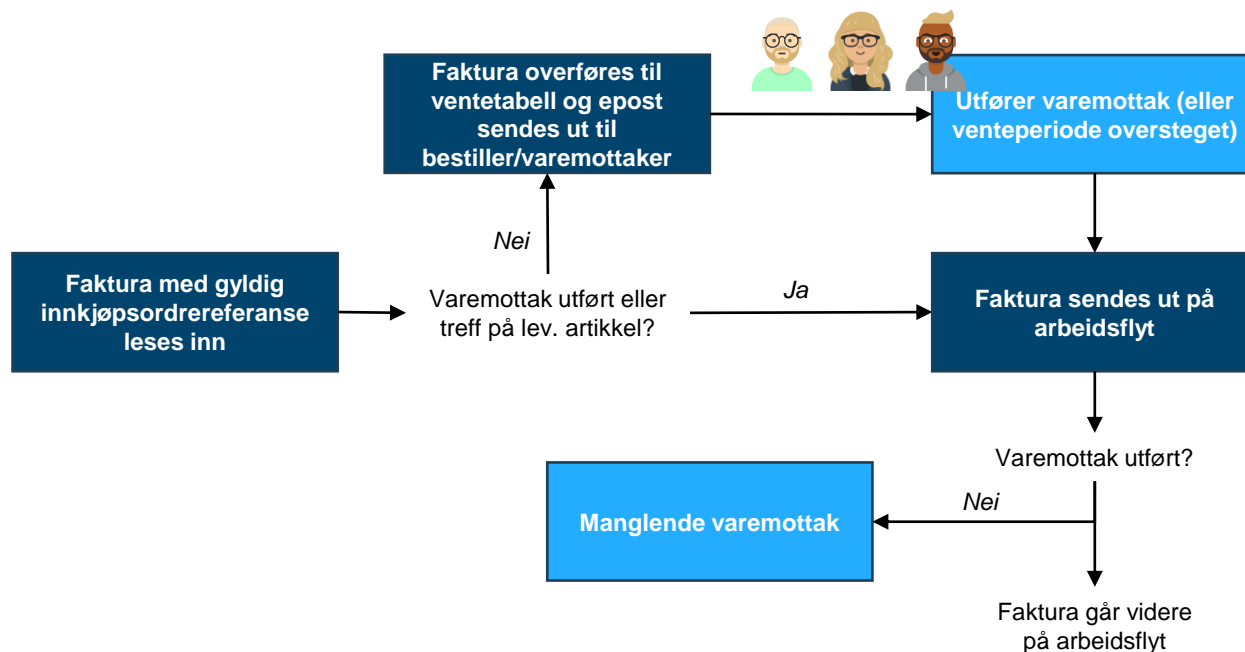 Faktura overføres til
ventetabell og epost
sendes ut til
bestiller/varemottaker
Utfører varemottak (eller
venteperiode oversteget)
Nei
Faktura med gyldig
innkjøpsordrereferanse
leses inn
Varemottak utført eller
treff på lev. artikkel?
Ja
Faktura sendes ut på
arbeidsflyt
Varemottak utført?
Nei
Manglende varemottak
Faktura går videre
på arbeidsflyt